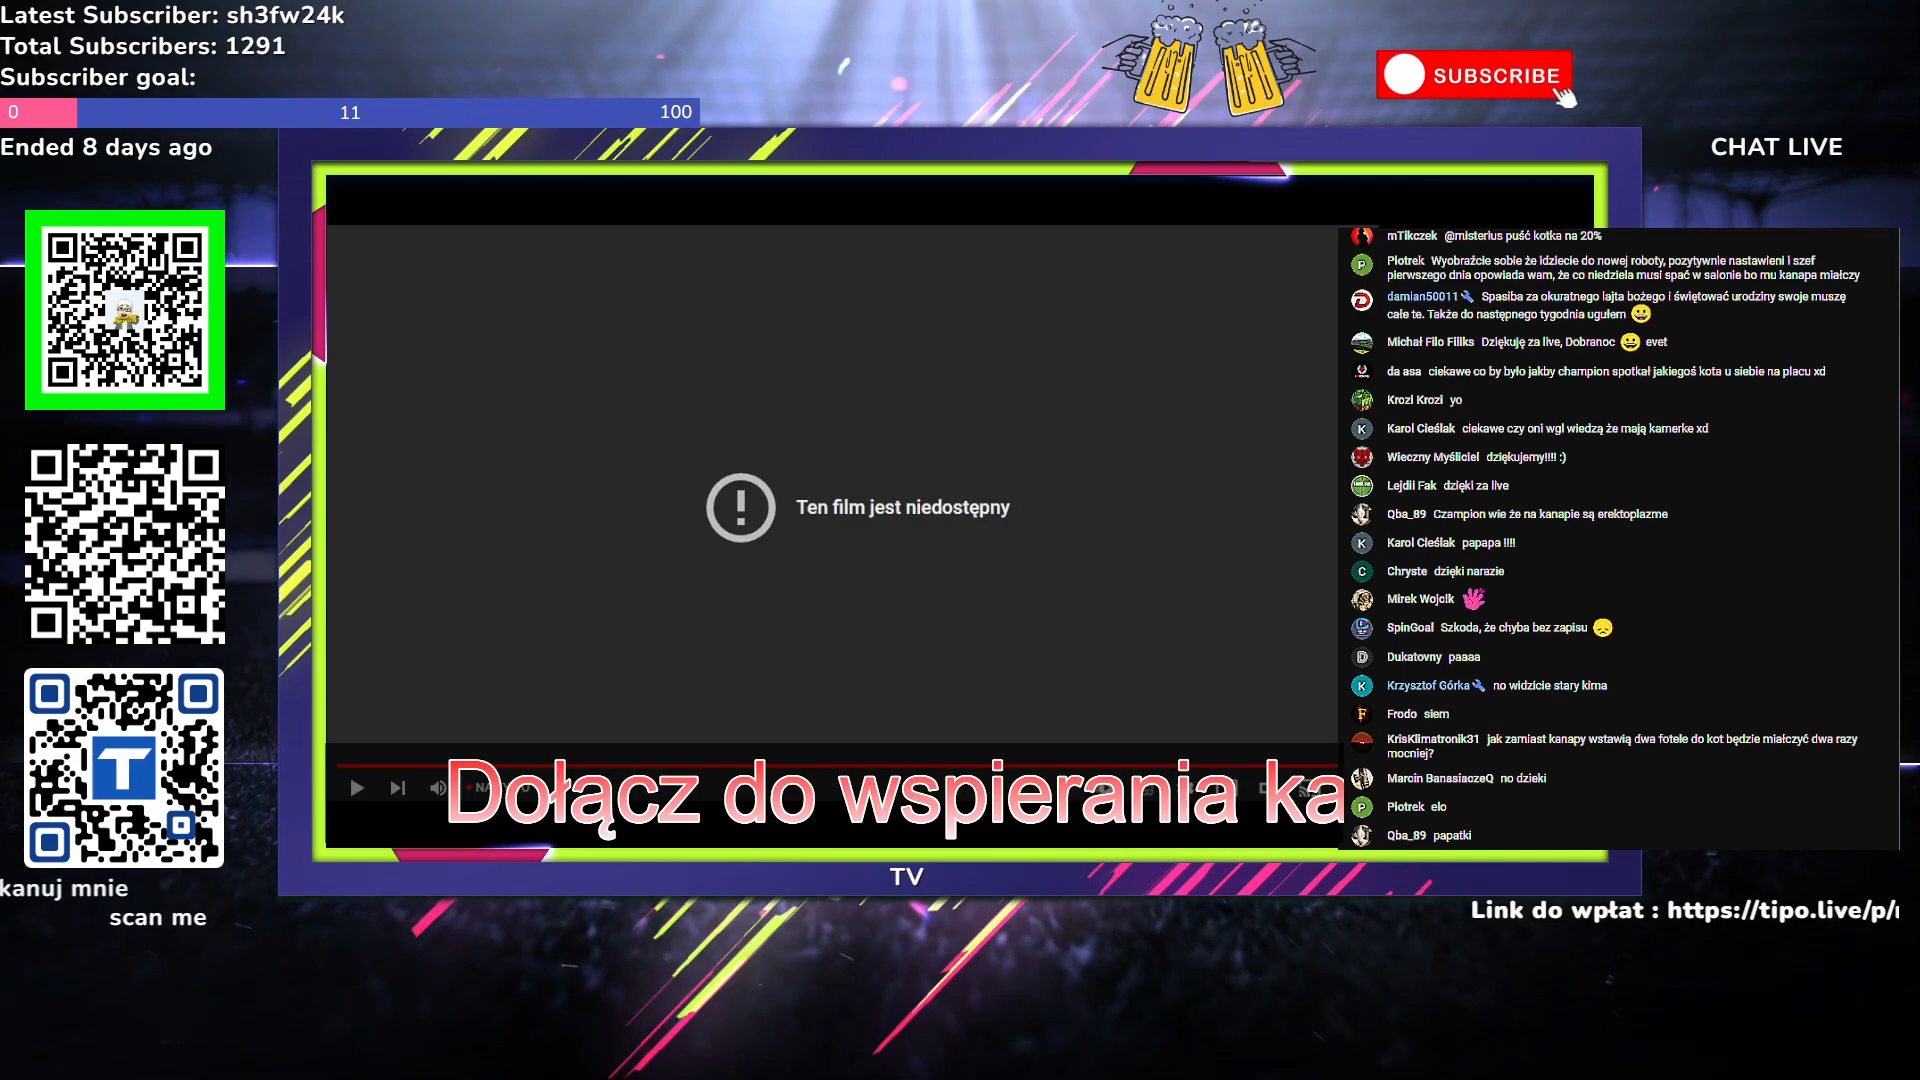 Latest Subscriber: sh3fw24k
Total Subscribers: 1291
Subscriber goal:
0 11 100
Ended 8 days ago
SUBSCRIBE
CHAT LIVE
mTikczek @misterius puść kotka na 20%
Piotrek Wyobraźcie sobie że idziecie do nowej roboty, pozytywnie nastawieni i szef
pierwszego dnia opowiada wam, że co niedziela musi spać w salonie bo mu kanapa miałczy
damian50011 Spasiba za okuratnego lajta bożego i świętować urodziny swoje muszę
całe te. Także do następnego tygodnia ugułem
Michał Filo Filiks Dziękuję za live, Dobranoc evet
da asa ciekawe co by było jakby champion spotkał jakiegoś kota u siebie na placu xd
Krozi Krozi yo
Karol Cieślak ciekawe czy oni wgl wiedzą że mają kamerke xd
Wieczny Myśliciel dziękujemy!!!! :)
Lejdii Fak dzięki za live
Qba_89 Czampion wie że na kanapie są erektoplazme
Karol Cieślak papapa !!!!
Chryste dzięki narazie
Mirek Wojcik
SpinGoal Szkoda, że chyba bez zapisu
Dukatovny paaaa
Krzysztof Górka no widzicie stary kima
Frodo siem
KrisKlimatronik31 jak zamiast kanapy wstawią dwa fotele do kot będzie miałczyć dwa razy
mocniej?
Marcin BanasiaczeQ no dzieki
Piotrek elo
Qba_89 papatki
Ten film jest niedostępny
Dołącz do wspierania ka
TV
T
kanuj mnie
scan me
Link do wpłat : https://tipo.live/p/